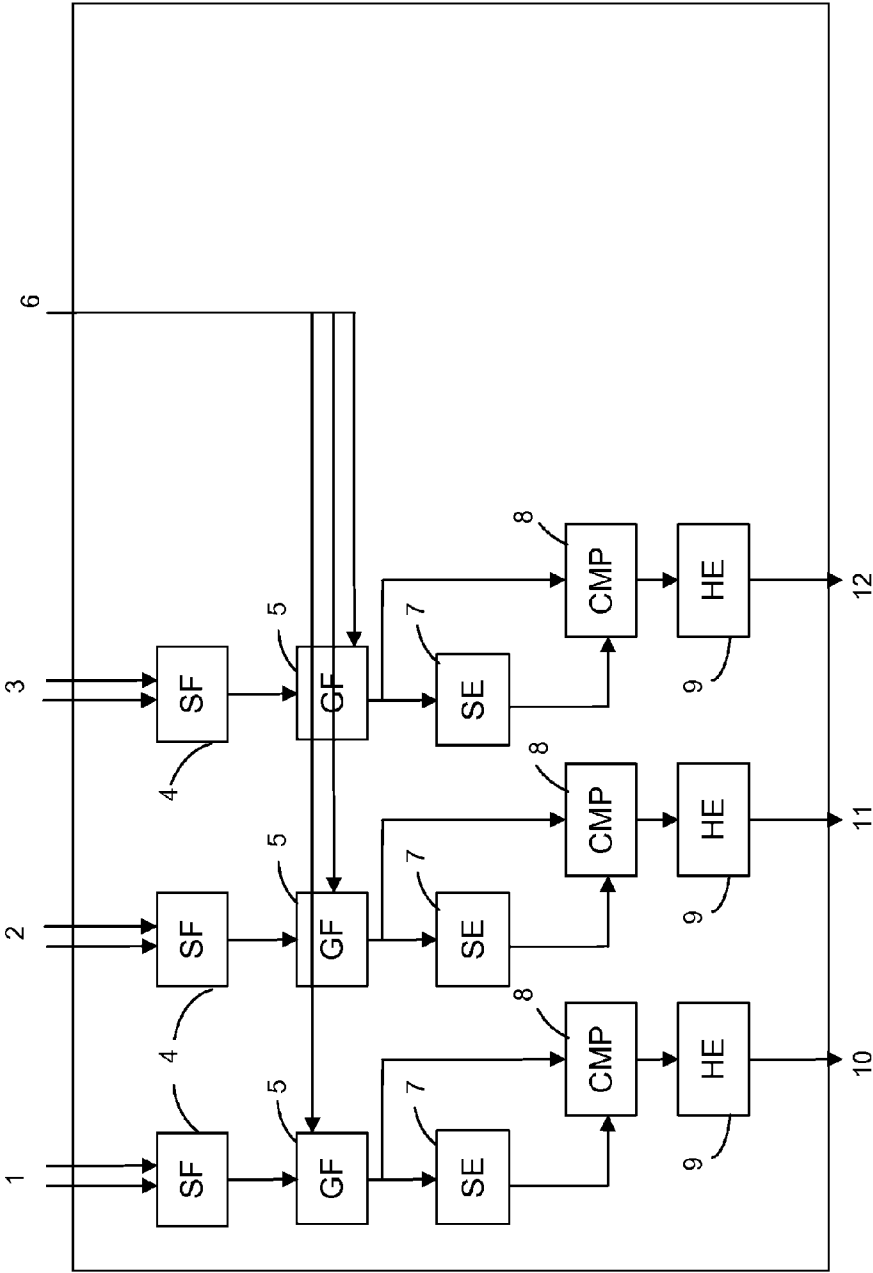 1 2 3 6
4 4
SF SF SF
5 5 5
GF GF GF
7 7 7
SE SE SE
8 8 8
CMP CMP CMP
9 9 9
HE HE HE
10 11 12